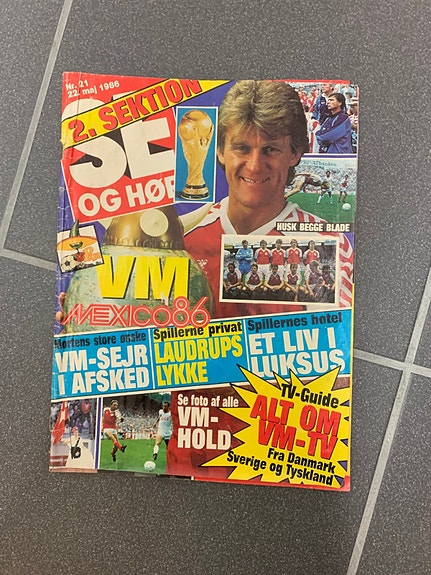 Nr. 21
22. maj 1986
2. SEKTION
SE
OG HØR
HUSK BEGGE BLADE
VM
MEXICO86
Mortens store ønske
VM-SEJR
I AFSKED
Spillerne privat
LAUDRUPS
LYKKE
Spillernes hotel
ET LIV I
LUKSUS
Se foto af alle
VM-
HOLD
TV-Guide
ALT OM
VM-TV
Fra Danmark
Sverige og Tyskland